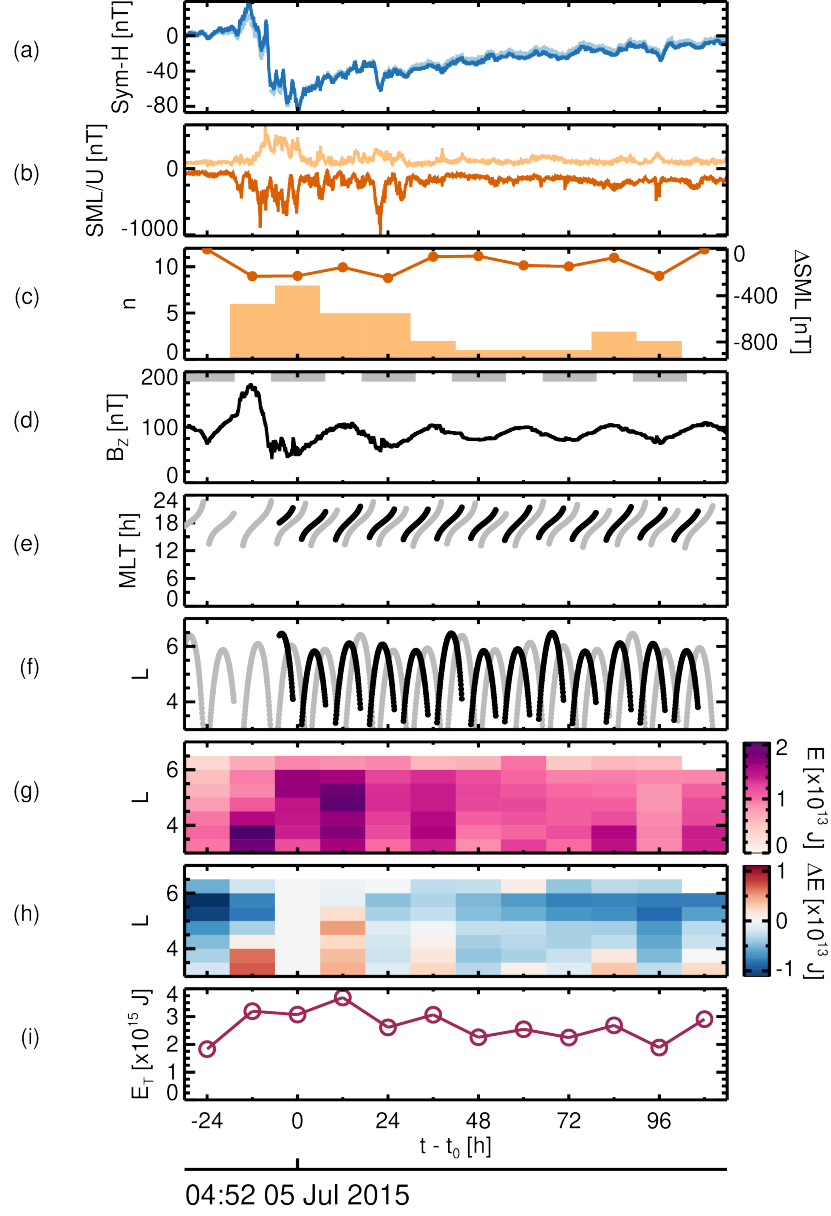 (a)
Sym-H [nT]
0
-40
-80
(b)
SML/U [nT]
0
-1000
(c)
n
10
5
0
0
-400
-800
ΔSML [nT]
(d)
B_Z [nT]
200
100
0
(e)
MLT [h]
24
18
12
6
0
(f)
L
6
4
(g)
L
6
4
2
1
0
E [x10^13 J]
(h)
L
6
4
1
0
-1
ΔE [x10^13 J]
(i)
E_T [x10^15 J]
4
3
2
1
0
-24 0 24 48 72 96
t - t_0 [h]
04:52 05 Jul 2015